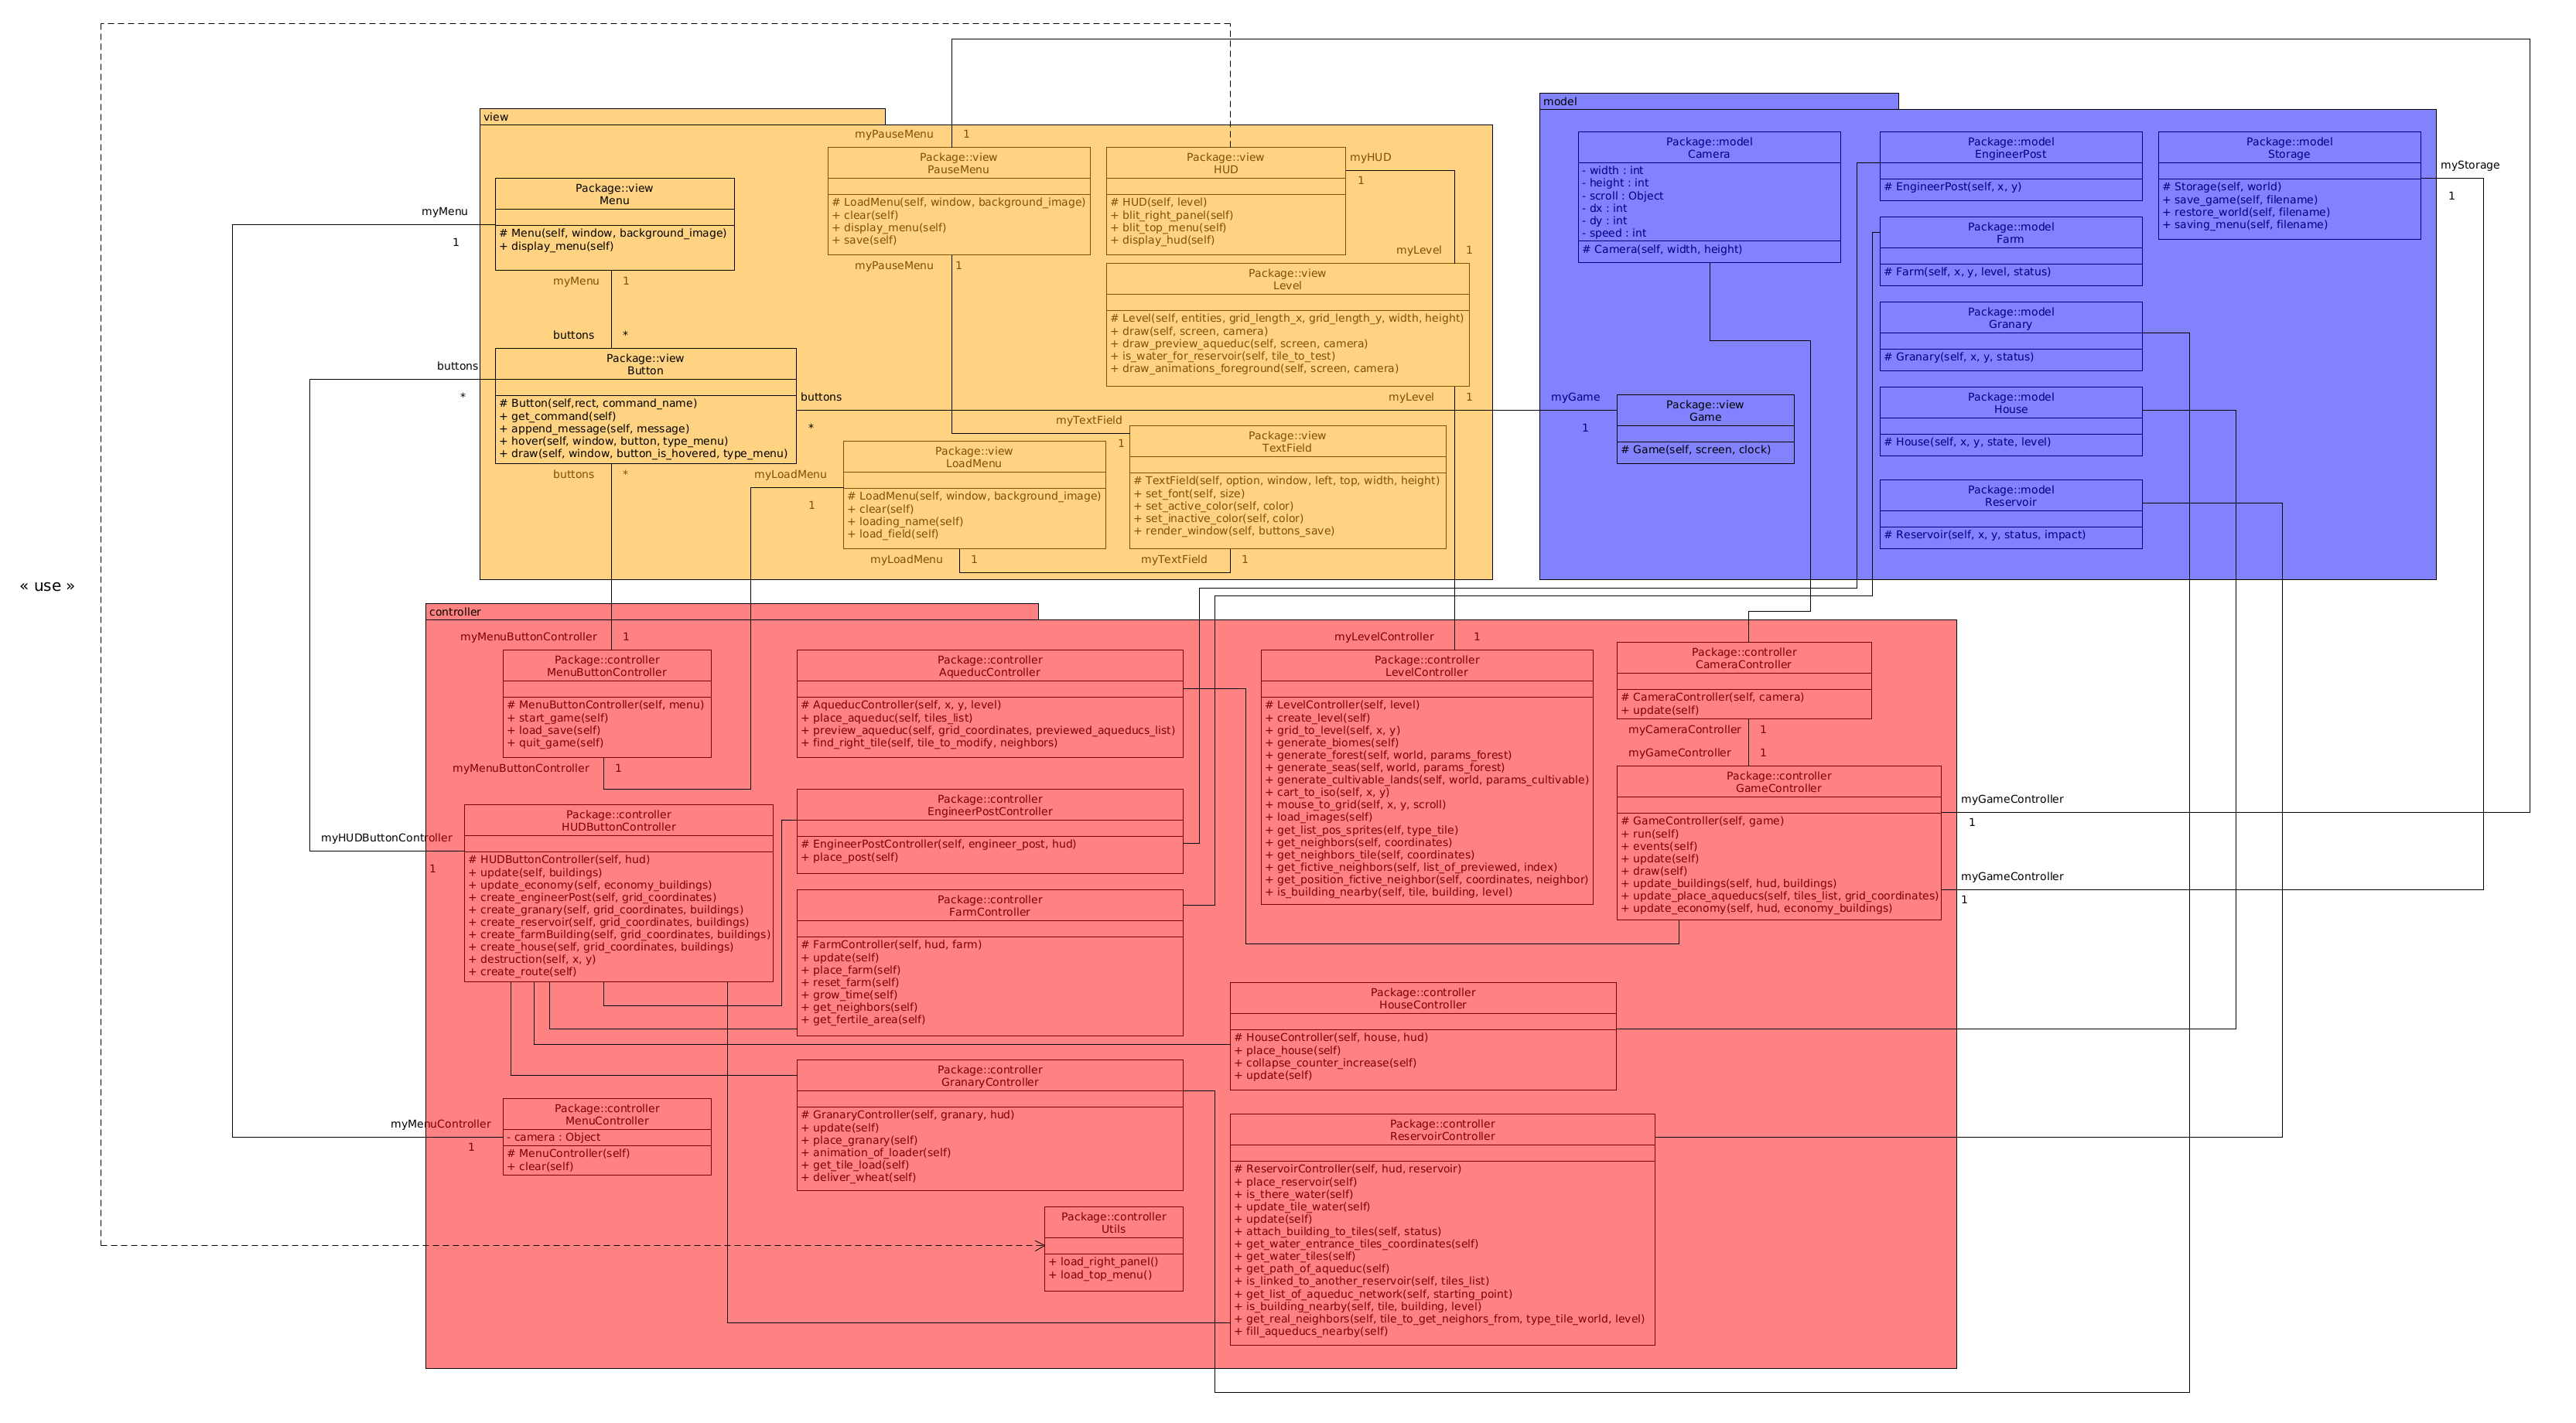 « use »
view
myPauseMenu 1
Package::view
Menu
# Menu(self, window, background_image)
+ display_menu(self)
myMenu
1
myMenu 1
Package::view
PauseMenu
# LoadMenu(self, window, background_image)
+ clear(self)
+ display_menu(self)
+ save(self)
myPauseMenu 1
Package::view
HUD
# HUD(self, level)
+ blit_right_panel(self)
+ blit_top_menu(self)
+ display_hud(self)
myHUD
1
myLevel 1
Package::view
Level
# Level(self, entities, grid_length_x, grid_length_y, width, height)
+ draw(self, screen, camera)
+ draw_preview_aqueduc(self, screen, camera)
+ is_water_for_reservoir(self, tile_to_test)
+ draw_animations_foreground(self, screen, camera)
myLevel 1
buttons *
buttons
*
Package::view
Button
# Button(self,rect, command_name)
+ get_command(self)
+ append_message(self, message)
+ hover(self, window, button, type_menu)
+ draw(self, window, button_is_hovered, type_menu)
buttons
*
buttons *
myTextField
1
Package::view
TextField
# TextField(self, option, window, left, top, width, height)
+ set_font(self, size)
+ set_active_color(self, color)
+ set_inactive_color(self, color)
+ render_window(self, buttons_save)
myTextField 1
myLoadMenu
1
Package::view
LoadMenu
# LoadMenu(self, window, background_image)
+ clear(self)
+ loading_name(self)
+ load_field(self)
myLoadMenu 1
model
Package::model
Camera
- width : int
- height : int
- scroll : Object
- dx : int
- dy : int
- speed : int
# Camera(self, width, height)
Package::model
EngineerPost
# EngineerPost(self, x, y)
Package::model
Storage
# Storage(self, world)
+ save_game(self, filename)
+ restore_world(self, filename)
+ saving_menu(self, filename)
myStorage
1
Package::model
Farm
# Farm(self, x, y, level, status)
Package::model
Granary
# Granary(self, x, y, status)
myGame
1
Package::view
Game
# Game(self, screen, clock)
Package::model
House
# House(self, x, y, state, level)
Package::model
Reservoir
# Reservoir(self, x, y, status, impact)
controller
myMenuButtonController 1
Package::controller
MenuButtonController
# MenuButtonController(self, menu)
+ start_game(self)
+ load_save(self)
+ quit_game(self)
myMenuButtonController 1
Package::controller
AqueducController
# AqueducController(self, x, y, level)
+ place_aqueduc(self, tiles_list)
+ preview_aqueduc(self, grid_coordinates, previewed_aqueducs_list)
+ find_right_tile(self, tile_to_modify, neighbors)
myLevelController 1
Package::controller
LevelController
# LevelController(self, level)
+ create_level(self)
+ grid_to_level(self, x, y)
+ generate_biomes(self)
+ generate_forest(self, world, params_forest)
+ generate_seas(self, world, params_forest)
+ generate_cultivable_lands(self, world, params_cultivable)
+ cart_to_iso(self, x, y)
+ mouse_to_grid(self, x, y, scroll)
+ load_images(self)
+ get_list_pos_sprites(elf, type_tile)
+ get_neighbors(self, coordinates)
+ get_neighbors_tile(self, coordinates)
+ get_fictive_neighbors(self, list_of_previewed, index)
+ get_position_fictive_neighbor(self, coordinates, neighbor)
+ is_building_nearby(self, tile, building, level)
Package::controller
CameraController
# CameraController(self, camera)
+ update(self)
myCameraController 1
myGameController 1
Package::controller
GameController
# GameController(self, game)
+ run(self)
+ events(self)
+ update(self)
+ draw(self)
+ update_buildings(self, hud, buildings)
+ update_place_aqueducs(self, tiles_list, grid_coordinates)
+ update_economy(self, hud, economy_buildings)
myGameController
1
myGameController
1
myHUDButtonController
1
Package::controller
HUDButtonController
# HUDButtonController(self, hud)
+ update(self, buildings)
+ update_economy(self, economy_buildings)
+ create_engineerPost(self, grid_coordinates)
+ create_granary(self, grid_coordinates, buildings)
+ create_reservoir(self, grid_coordinates, buildings)
+ create_farmBuilding(self, grid_coordinates, buildings)
+ create_house(self, grid_coordinates, buildings)
+ destruction(self, x, y)
+ create_route(self)
Package::controller
EngineerPostController
# EngineerPostController(self, engineer_post, hud)
+ place_post(self)
Package::controller
FarmController
# FarmController(self, hud, farm)
+ update(self)
+ place_farm(self)
+ reset_farm(self)
+ grow_time(self)
+ get_neighbors(self)
+ get_fertile_area(self)
Package::controller
HouseController
# HouseController(self, house, hud)
+ place_house(self)
+ collapse_counter_increase(self)
+ update(self)
myMenuController
1
Package::controller
MenuController
- camera : Object
# MenuController(self)
+ clear(self)
Package::controller
GranaryController
# GranaryController(self, granary, hud)
+ update(self)
+ place_granary(self)
+ animation_of_loader(self)
+ get_tile_load(self)
+ deliver_wheat(self)
Package::controller
Utils
+ load_right_panel()
+ load_top_menu()
Package::controller
ReservoirController
# ReservoirController(self, hud, reservoir)
+ place_reservoir(self)
+ is_there_water(self)
+ update_tile_water(self)
+ update(self)
+ attach_building_to_tiles(self, status)
+ get_water_entrance_tiles_coordinates(self)
+ get_water_tiles(self)
+ get_path_of_aqueduc(self)
+ is_linked_to_another_reservoir(self, tiles_list)
+ get_list_of_aqueduc_network(self, starting_point)
+ is_building_nearby(self, tile, building, level)
+ get_real_neighbors(self, tile_to_get_neighors_from, type_tile_world, level)
+ fill_aqueducs_nearby(self)